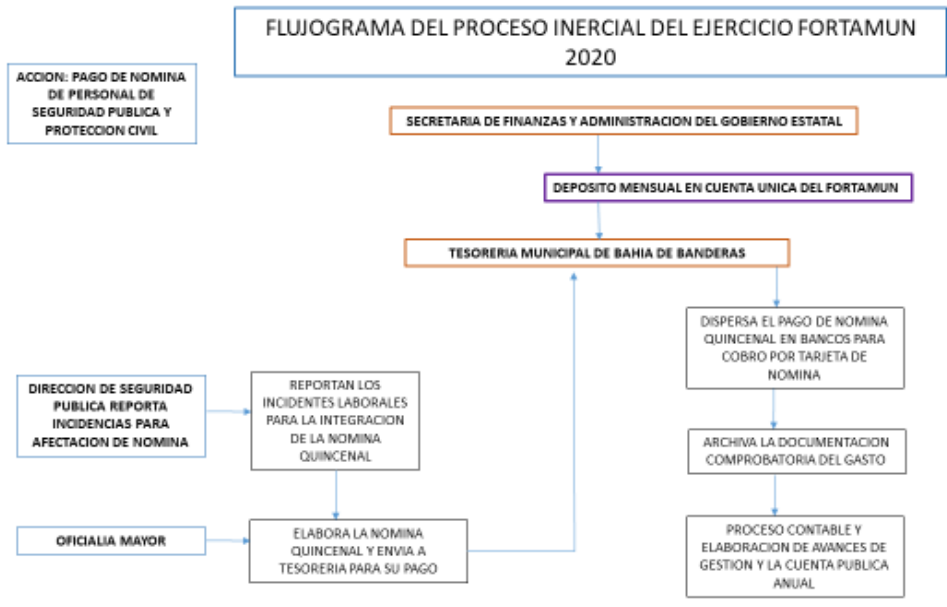 FLUJOGRAMA DEL PROCESO INERCIAL DEL EJERCICIO FORTAMUN
2020
ACCION: PAGO DE NOMINA
DE PERSONAL DE
SEGURIDAD PUBLICA Y
PROTECCION CIVIL
SECRETARIA DE FINANZAS Y ADMINISTRACION DEL GOBIERNO ESTATAL
DEPOSITO MENSUAL EN CUENTA UNICA DEL FORTAMUN
TESORERIA MUNICIPAL DE BAHIA DE BANDERAS
DISPERSA EL PAGO DE NOMINA
QUINCENAL EN BANCOS PARA
COBRO POR TARJETA DE
NOMINA
DIRECCION DE SEGURIDAD
PUBLICA REPORTA
INCIDENCIAS PARA
AFECTACION DE NOMINA
REPORTAN LOS
INCIDENTES LABORALES
PARA LA INTEGRACION
DE LA NOMINA
QUINCENAL
ARCHIVA LA DOCUMENTACION
COMPROBATORIA DEL GASTO
OFICIALIA MAYOR
ELABORA LA NOMINA
QUINCENAL Y ENVIA A
TESORERIA PARA SU PAGO
PROCESO CONTABLE Y
ELABORACION DE AVANCES DE
GESTION Y LA CUENTA PUBLICA
ANUAL